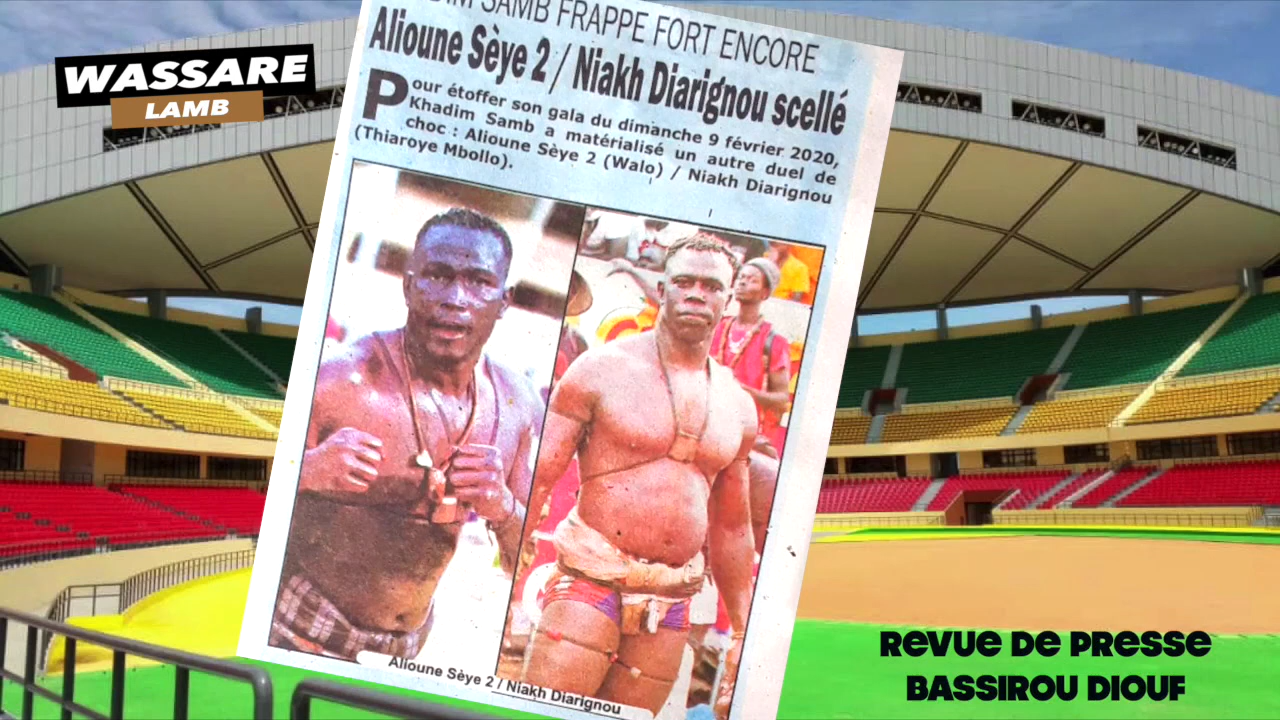 WASSARE
LAMB
SAMB FRAPPE FORT ENCORE
Alioune Sèye 2 / Niakh Diarignou scellé
Pour étoffer son gala du dimanche 9 février 2020,
Khadim Samb a matérialisé un autre duel de
choc : Alioune Sèye 2 (Walo) / Niakh Diarignou
(Thiaroye Mbollo).
Alioune Sèye 2 / Niakh Diarignou
REVUE DE PRESSE
BASSIROU DIOUF